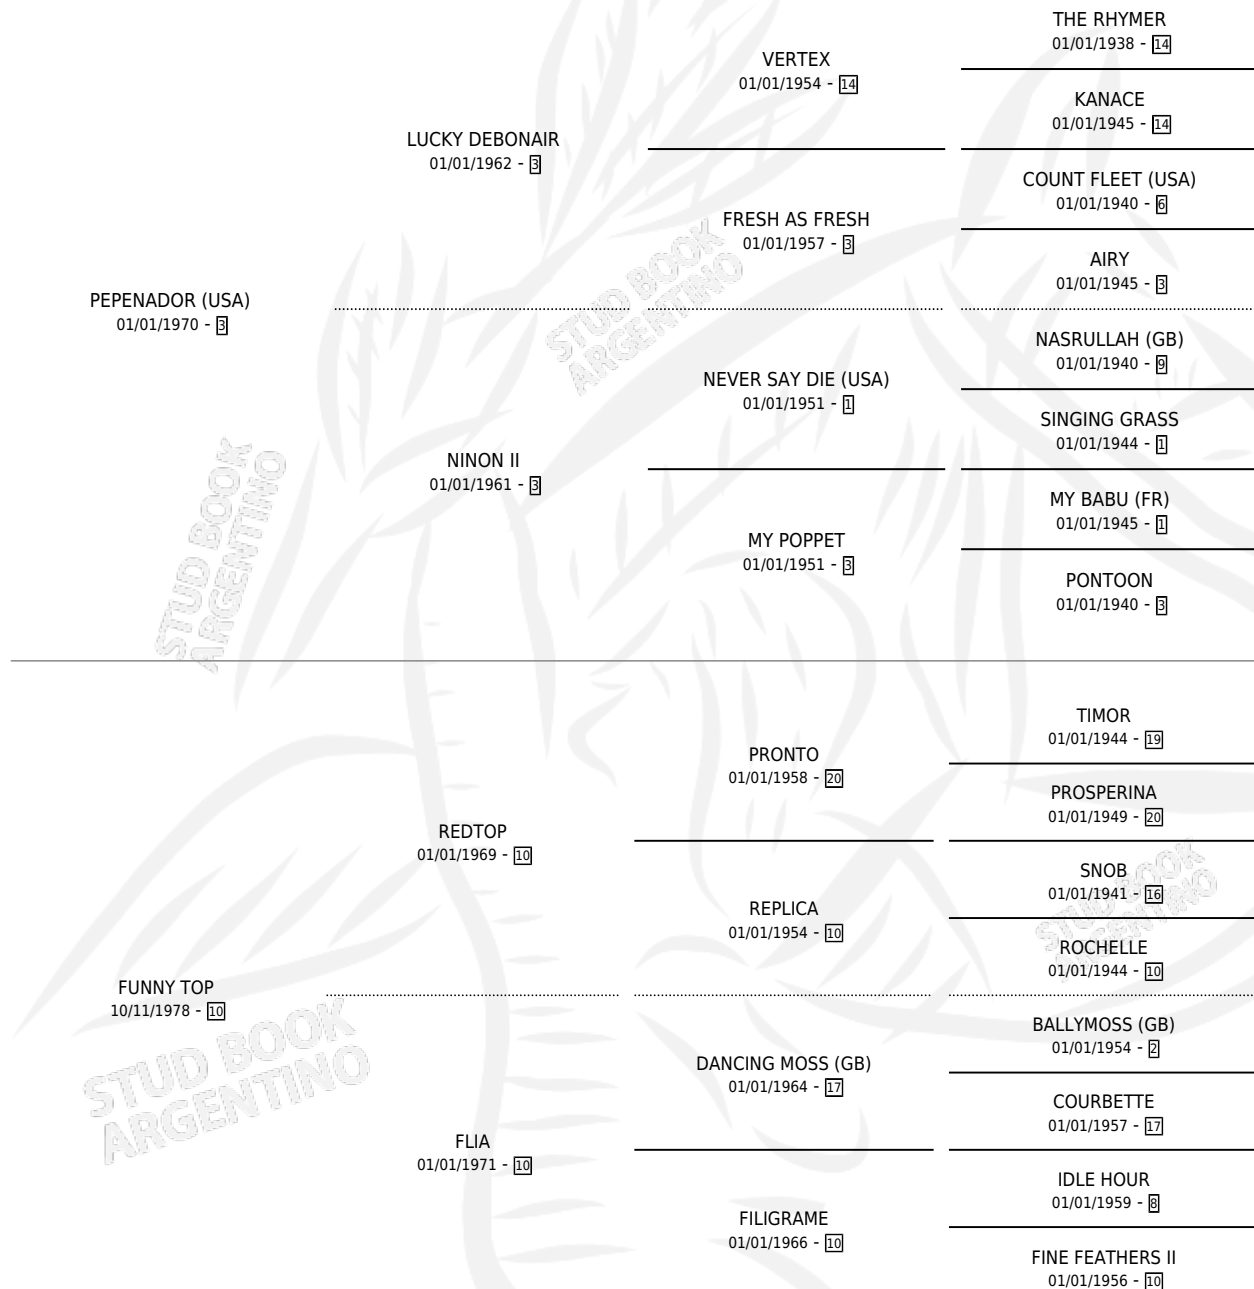 PEPENADOR (USA)
01/01/1970 - 3
LUCKY DEBONAIR
01/01/1962 - 3
VERTEX
01/01/1954 - 14
THE RHYMER
01/01/1938 - 14
KANACE
01/01/1945 - 14
FRESH AS FRESH
01/01/1957 - 3
COUNT FLEET (USA)
01/01/1940 - 6
AIRY
01/01/1945 - 3
NINON II
01/01/1961 - 3
NEVER SAY DIE (USA)
01/01/1951 - 1
NASRULLAH (GB)
01/01/1940 - 9
SINGING GRASS
01/01/1944 - 1
MY POPPET
01/01/1951 - 3
MY BABU (FR)
01/01/1945 - 1
PONTOON
01/01/1940 - 3
FUNNY TOP
10/11/1978 - 10
REDTOP
01/01/1969 - 10
PRONTO
01/01/1958 - 20
TIMOR
01/01/1944 - 19
PROSPERINA
01/01/1949 - 20
REPLICA
01/01/1954 - 10
SNOB
01/01/1941 - 16
ROCHELLE
01/01/1944 - 10
FLIA
01/01/1971 - 10
DANCING MOSS (GB)
01/01/1964 - 17
BALLYMOSS (GB)
01/01/1954 - 2
COURBETTE
01/01/1957 - 17
FILIGRAME
01/01/1966 - 10
IDLE HOUR
01/01/1959 - 8
FINE FEATHERS II
01/01/1956 - 10
STUD BOOK
ARGENTINO
STUD BOOK
ARGENTINO
STUD BOOK
ARGENTINO
STUD BOOK
ARGENTINO